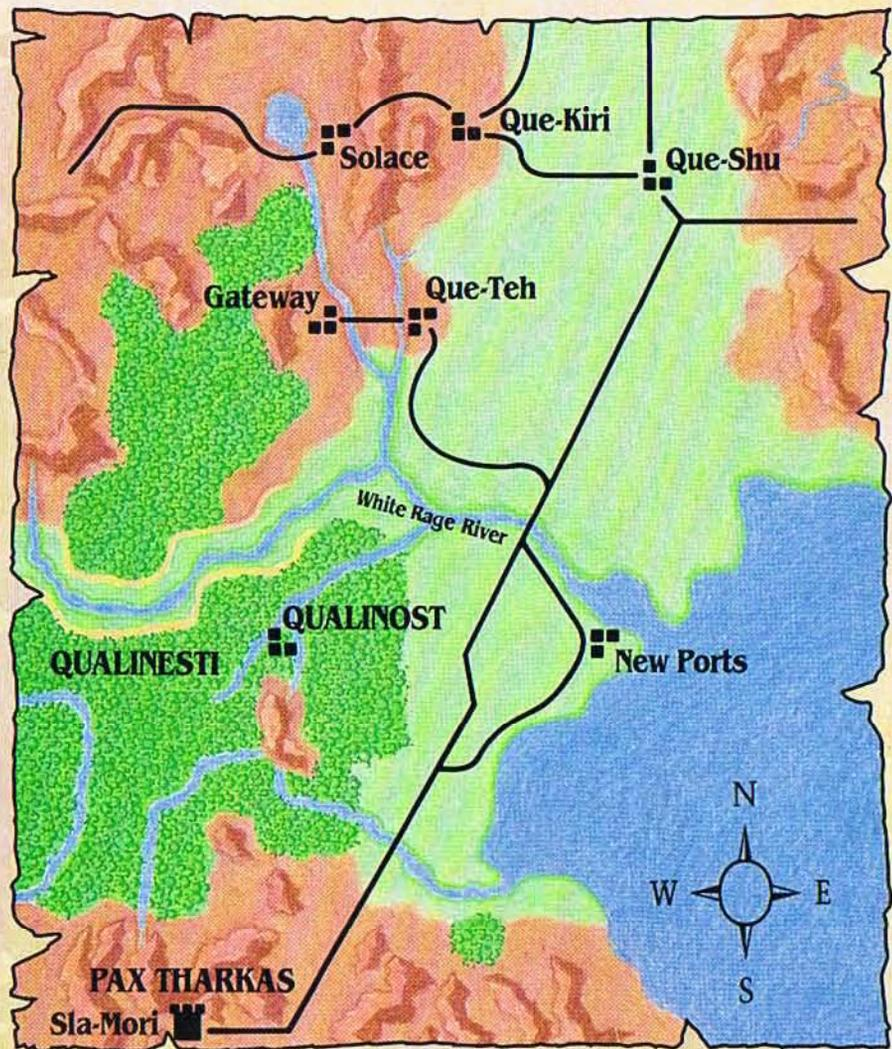 Que-Kiri
Solace
Que-Shu
Gateway
Que-Teh
White Rage River
QUALINOST
QUALINESTI
New Ports
N
W E
S
PAX THARKAS
Sla-Mori